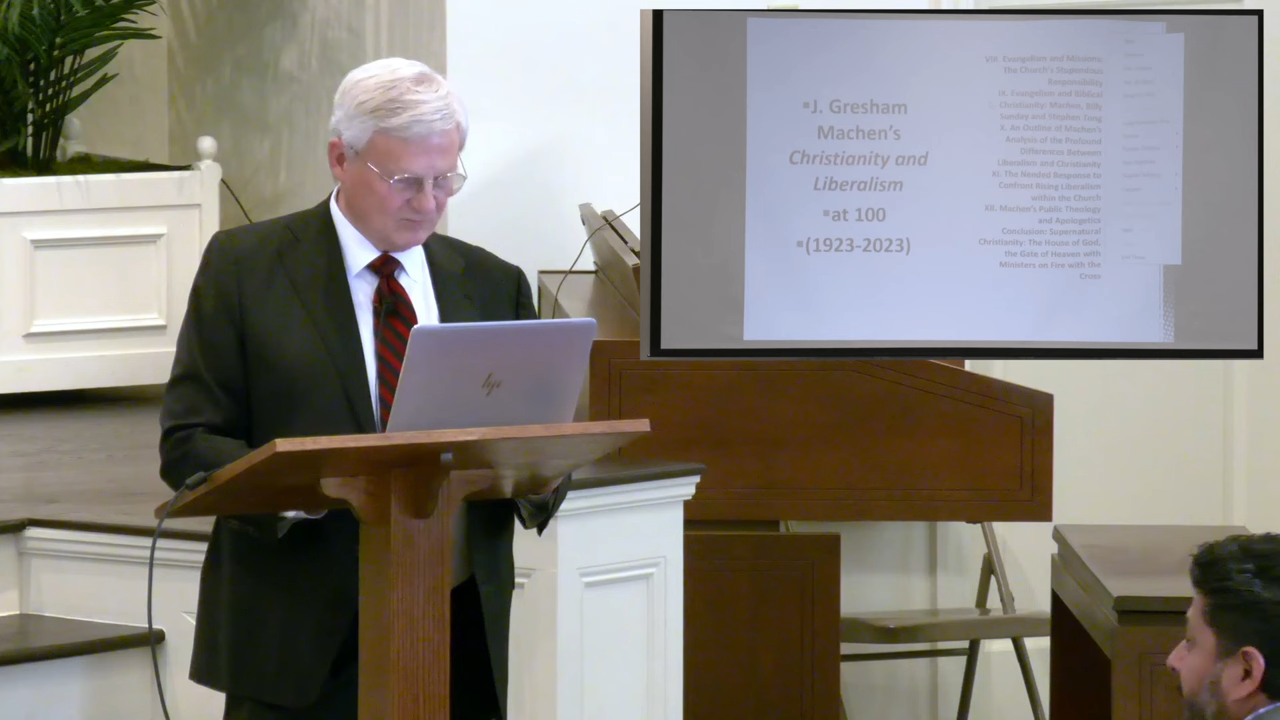 ▪J. Gresham
Machen's
Christianity and
Liberalism
▪at 100
▪(1923-2023)
VIII. Evangelism and Missions:
The Church's Stupendous
Responsibility
IX. Evangelism and Biblical
Christianity: Machen, Billy
Sunday and Stephen Tong
X. An Outline of Machen's
Analysis of the Profound
Differences Between
Liberalism and Christianity
XI. The Needed Response to
Confront Rising Liberalism
within the Church
XII. Machen's Public Theology
and Apologetics
Conclusion: Supernatural
Christianity: The House of God,
the Gate of Heaven with
Ministers on Fire with the
Cross
hp